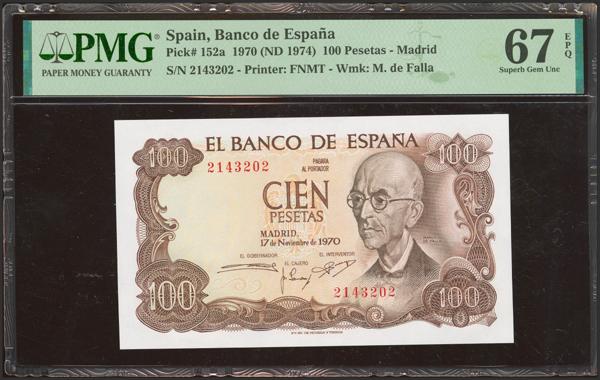 PMG
PAPER MONEY GUARANTY
Spain, Banco de España
Pick# 152a 1970 (ND 1974) 100 Pesetas - Madrid
S/N 2143202 - Printer: FNMT - Wmk: M. de Falla
67 EPQ
Superb Gem Unc
EL BANCO DE ESPAÑA
100
100
2143202
PAGARA
AL PORTADOR
CIEN
PESETAS
MADRID,
17 de Noviembre de 1970
EL GOBERNADOR
EL CAJERO
EL INTERVENTOR
DE FALLA
2143202
100
100